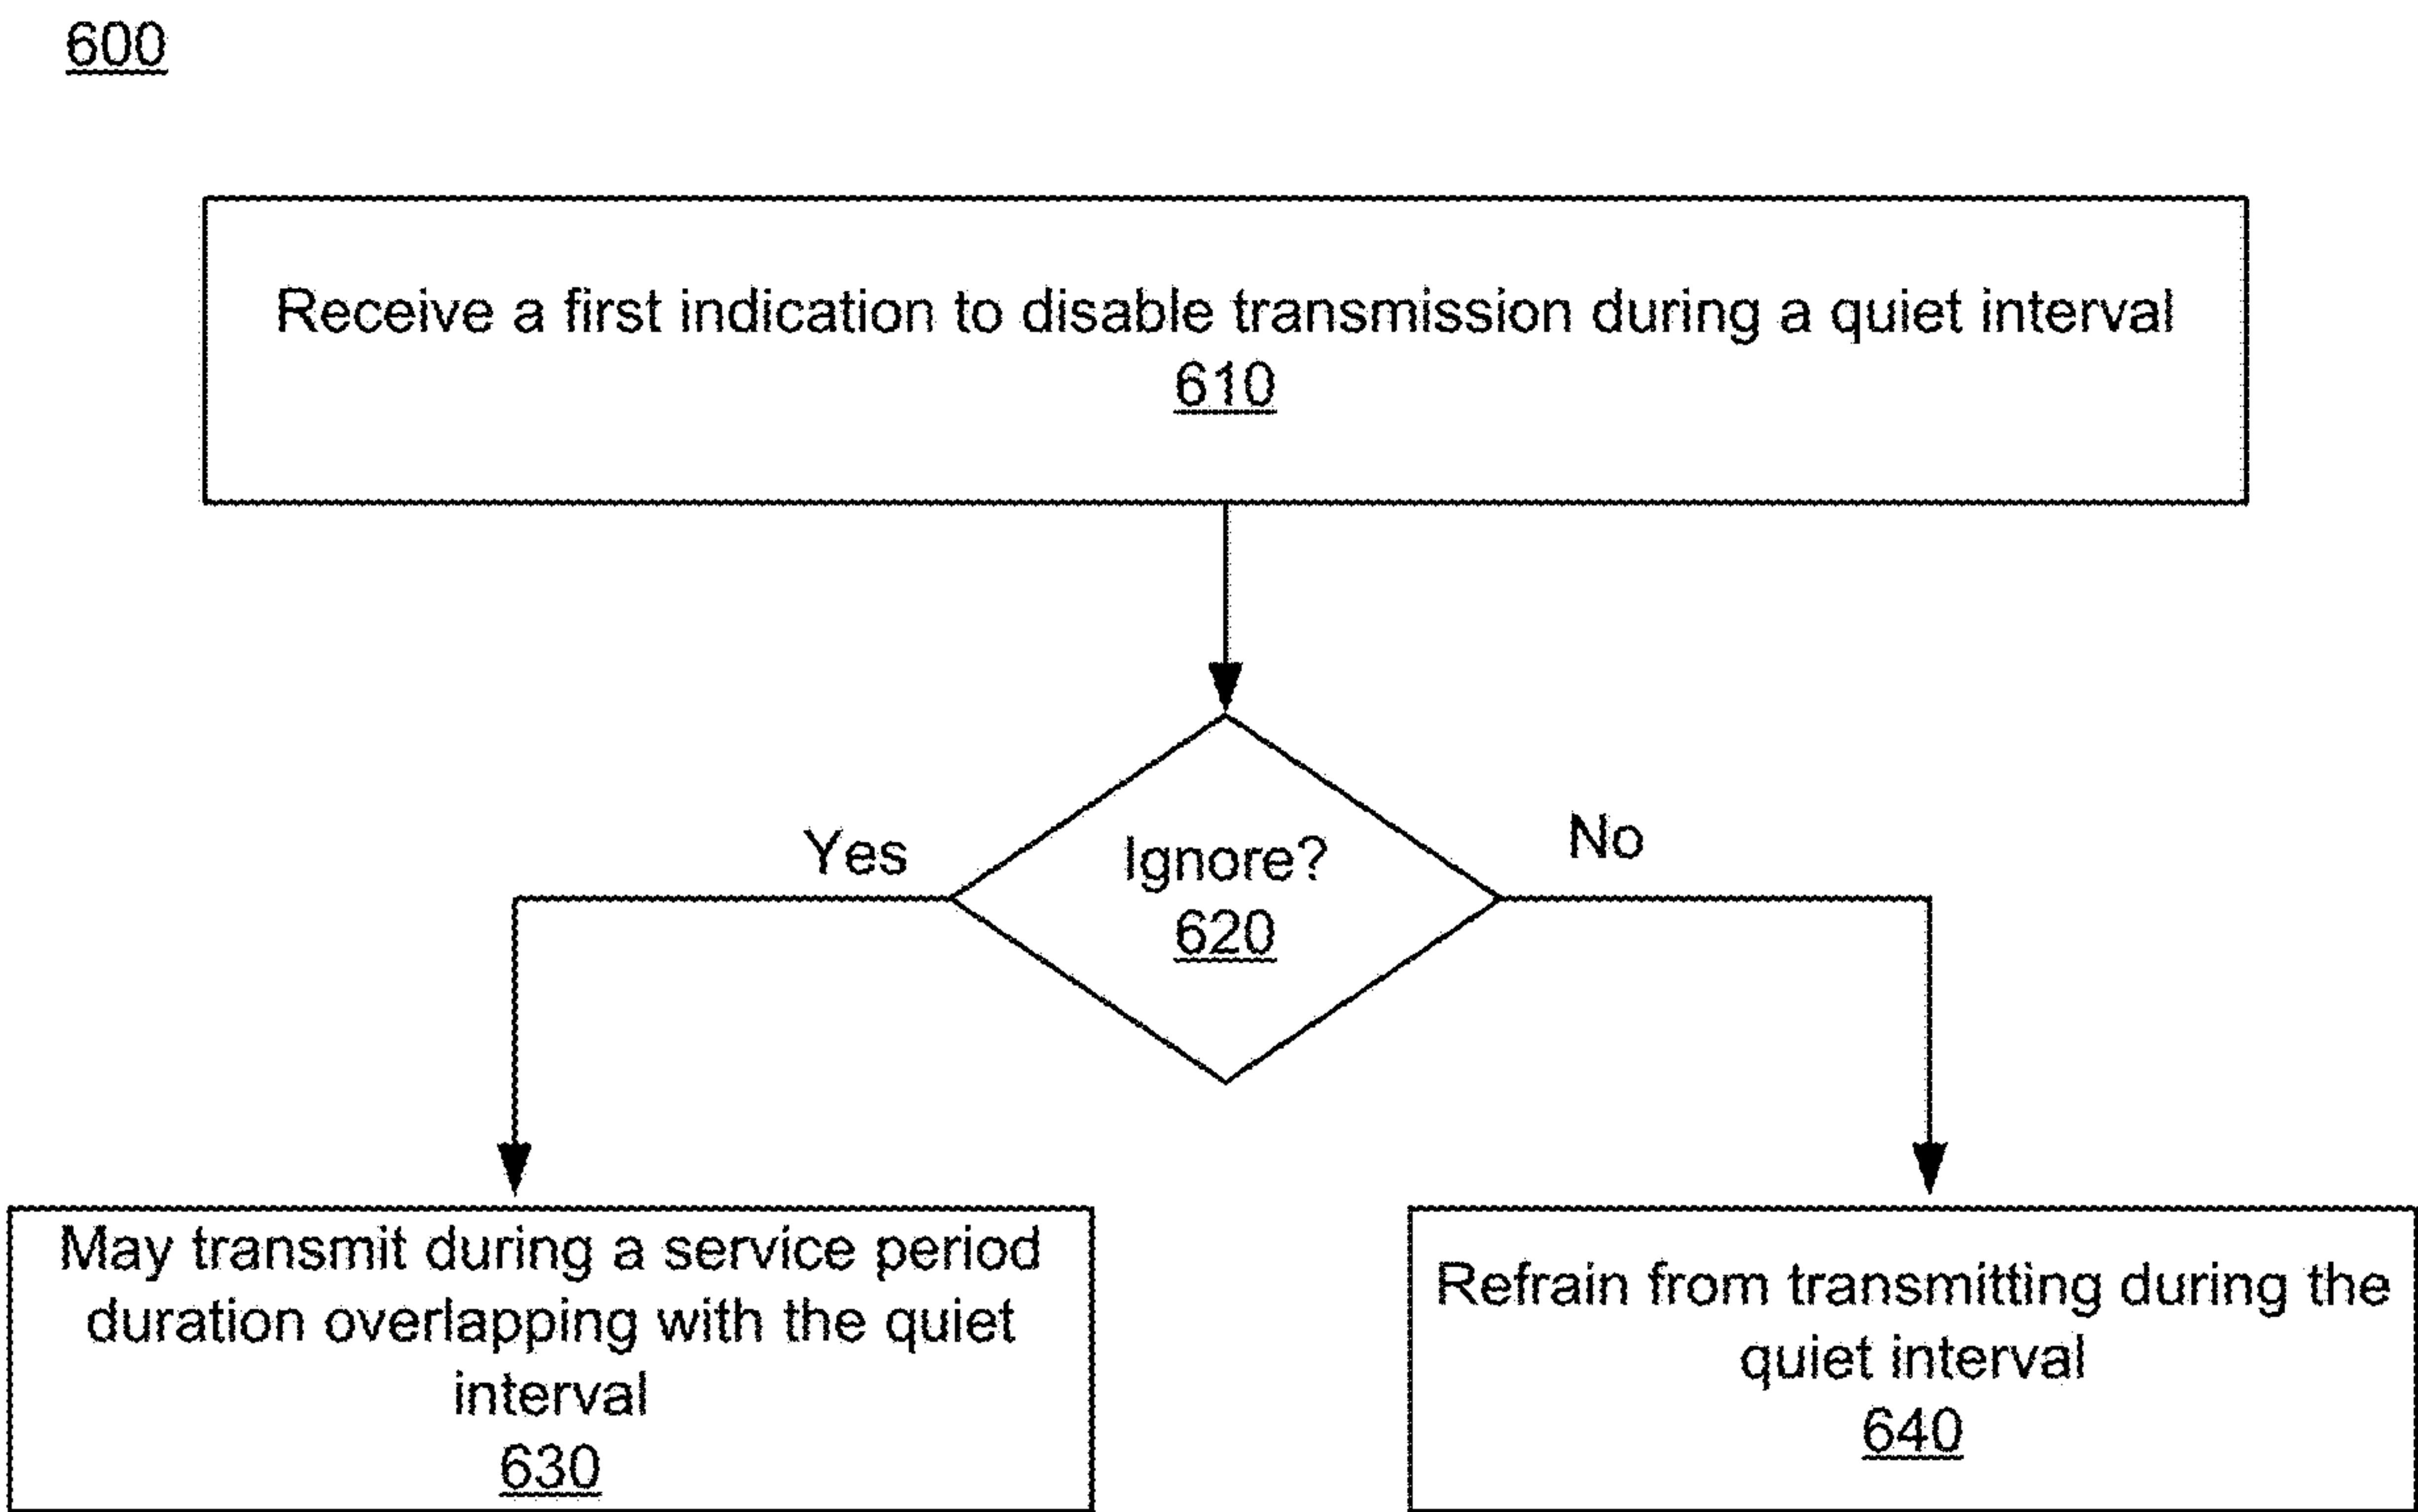 600
Receive a first indication to disable transmission during a quiet interval
610
Yes
Ignore?
No
620
May transmit during a service period
duration overlapping with the quiet
interval
630
Refrain from transmitting during the
quiet interval
640